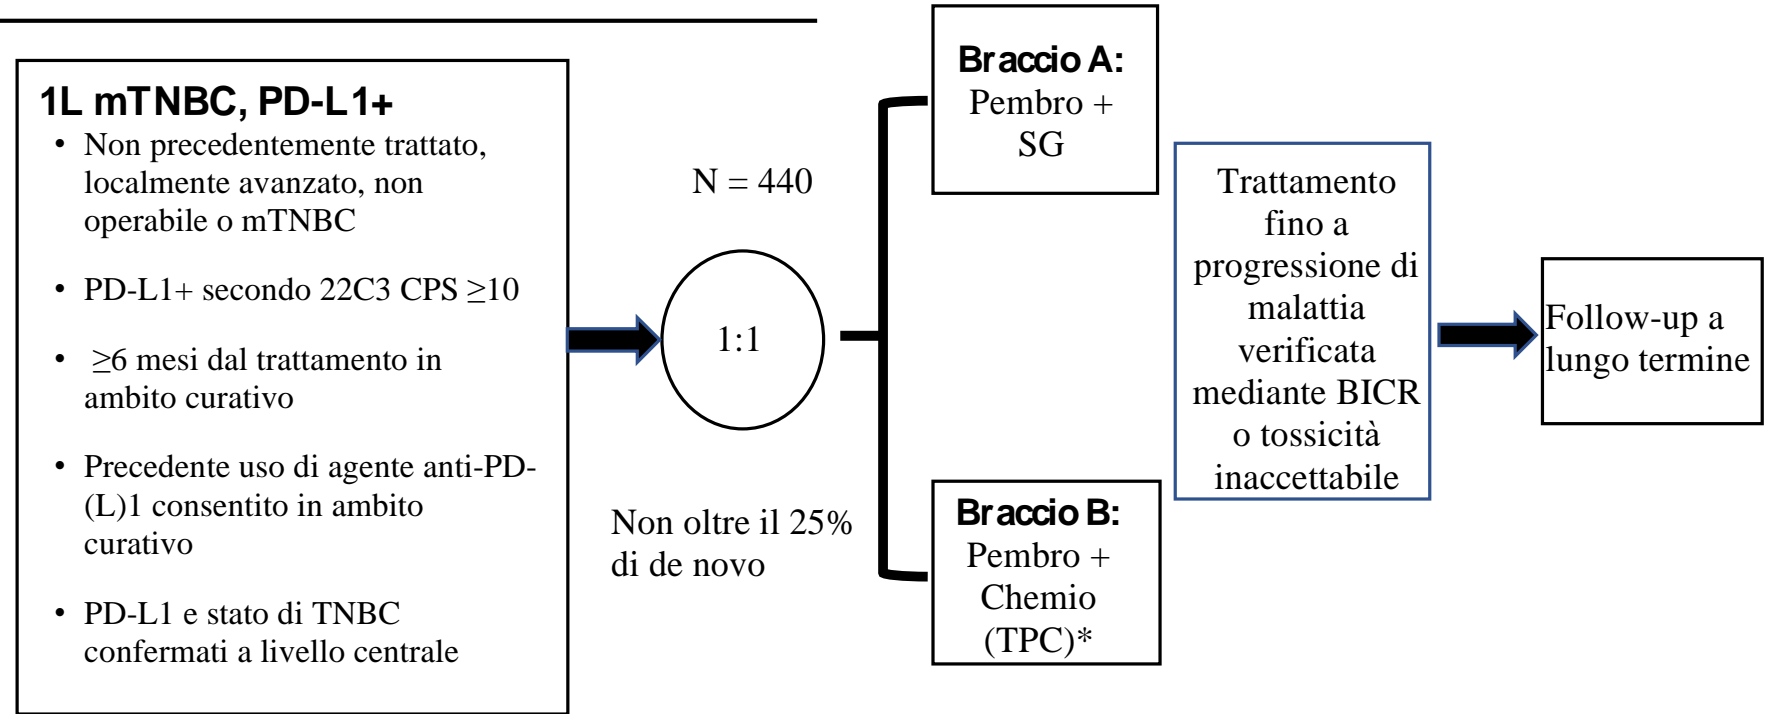 1L mTNBC, PD-L1+
• Non precedentemente trattato,
localmente avanzato, non
operabile o mTNBC
• PD-L1+ secondo 22C3 CPS ≥10
• ≥6 mesi dal trattamento in
ambito curativo
• Precedente uso di agente anti-PD-
(L)1 consentito in ambito
curativo
• PD-L1 e stato di TNBC
confermati a livello centrale
N = 440
1:1
Non oltre il 25%
di de novo
Braccio A:
Pembro +
SG
Braccio B:
Pembro +
Chemio
(TPC)*
Trattamento
fino a
progressione di
malattia
verificata
mediante BICR
o tossicità
inaccettabile
Follow-up a
lungo termine